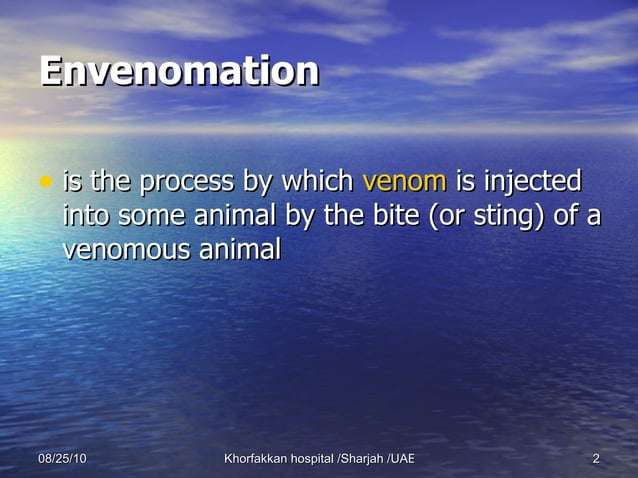 Envenomation
• is the process by which venom is injected
into some animal by the bite (or sting) of a
venomous animal
08/25/10
Khorfakkan hospital /Sharjah /UAE
2